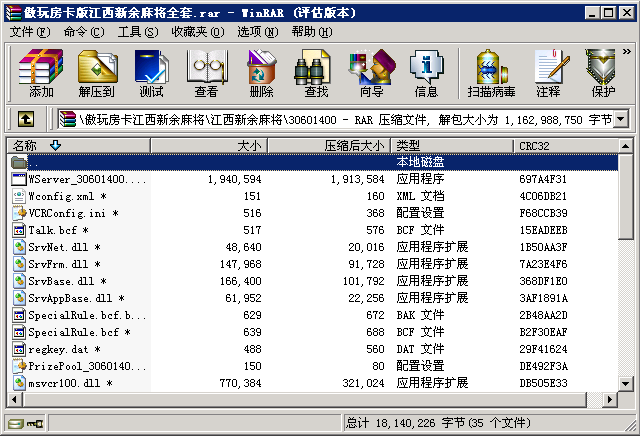 傲玩房卡版江西新余麻将全套.rar - WinRAR (评估版本)
文件(F) 命令(C) 工具(S) 收藏夹(O) 选项(N) 帮助(H)
添加 解压到 测试 查看 删除 查找 向导 信息 扫描病毒 注释 保护 »
\傲玩房卡江西新余麻将\江西新余麻将\30601400 - RAR 压缩文件, 解包大小为 1,162,988,750 字节
名称 大小 压缩后大小 类型 CRC32
.. 本地磁盘
WServer_30601400.... 1,940,594 1,913,584 应用程序 697A4F31
Wconfig.xml * 151 160 XML 文档 4C06DB21
VCRConfig.ini * 516 368 配置设置 F68CCB39
Talk.bcf * 517 576 BCF 文件 15EADEEB
SrvNet.dll * 48,640 20,016 应用程序扩展 1B50AA3F
SrvFrm.dll * 147,968 91,728 应用程序扩展 7A23E4F6
SrvBase.dll * 166,400 101,792 应用程序扩展 368DF1E0
SrvAppBase.dll * 61,952 22,256 应用程序扩展 3AF1891A
SpecialRule.bcf.b... 629 672 BAK 文件 2B48AA2D
SpecialRule.bcf * 639 688 BCF 文件 B2F30EAF
regkey.dat * 488 560 DAT 文件 29F41624
PrizePool_3060140... 150 80 配置设置 DE492F3A
msvcr100.dll * 770,384 321,024 应用程序扩展 DB505E33
总计 18,140,226 字节(35 个文件)